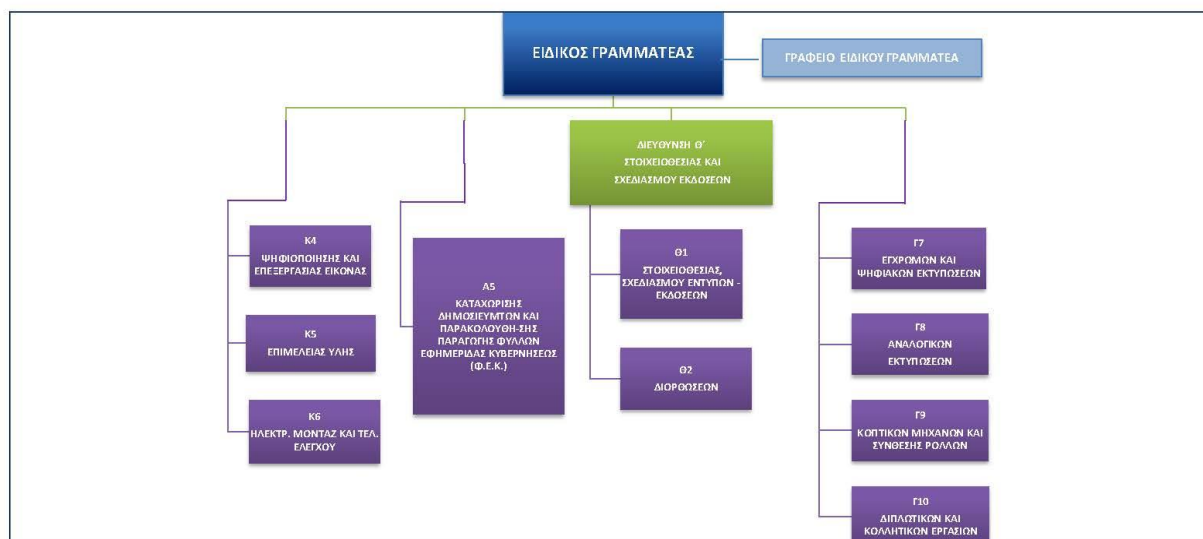 ΕΙΔΙΚΟΣ ΓΡΑΜΜΑΤΕΑΣ
ΓΡΑΦΕΙΟ ΕΙΔΙΚΟΥ ΓΡΑΜΜΑΤΕΑ
ΔΙΕΥΘΥΝΣΗ Θ΄
ΣΤΟΙΧΕΙΟΘΕΣΙΑΣ ΚΑΙ
ΣΧΕΔΙΑΣΜΟΥ ΕΚΔΟΣΕΩΝ
Κ4
ΨΗΦΙΟΠΟΙΗΣΗΣ ΚΑΙ
ΕΠΕΞΕΡΓΑΣΙΑΣ ΕΙΚΟΝΑΣ
Κ5
ΕΠΙΜΕΛΕΙΑΣ ΥΛΗΣ
Κ6
ΗΛΕΚΤΡ. ΜΟΝΤΑΖ ΚΑΙ ΤΕΛ.
ΕΛΕΓΧΟΥ
Α5
ΚΑΤΑΧΩΡΙΣΗΣ
ΔΗΜΟΣΙΕΥΜΤΩΝ ΚΑΙ
ΠΑΡΑΚΟΛΟΥΘΗ-ΣΗΣ
ΠΑΡΑΓΩΓΗΣ ΦΥΛΛΩΝ
ΕΦΗΜΕΡΙΔΑΣ ΚΥΒΕΡΝΗΣΕΩΣ
(Φ.Ε.Κ.)
Θ1
ΣΤΟΙΧΕΙΟΘΕΣΙΑΣ,
ΣΧΕΔΙΑΣΜΟΥ ΕΝΤΥΠΩΝ -
ΕΚΔΟΣΕΩΝ
Θ2
ΔΙΟΡΘΩΣΕΩΝ
Γ7
ΕΓΧΡΩΜΩΝ ΚΑΙ
ΨΗΦΙΑΚΩΝ ΕΚΤΥΠΩΣΕΩΝ
Γ8
ΑΝΑΛΟΓΙΚΩΝ
ΕΚΤΥΠΩΣΕΩΝ
Γ9
ΚΟΠΤΙΚΩΝ ΜΗΧΑΝΩΝ ΚΑΙ
ΣΥΝΘΕΣΗΣ ΡΟΛΛΩΝ
Γ10
ΔΙΠΛΩΤΙΚΩΝ ΚΑΙ
ΚΟΛΛΗΤΙΚΩΝ ΕΡΓΑΣΙΩΝ